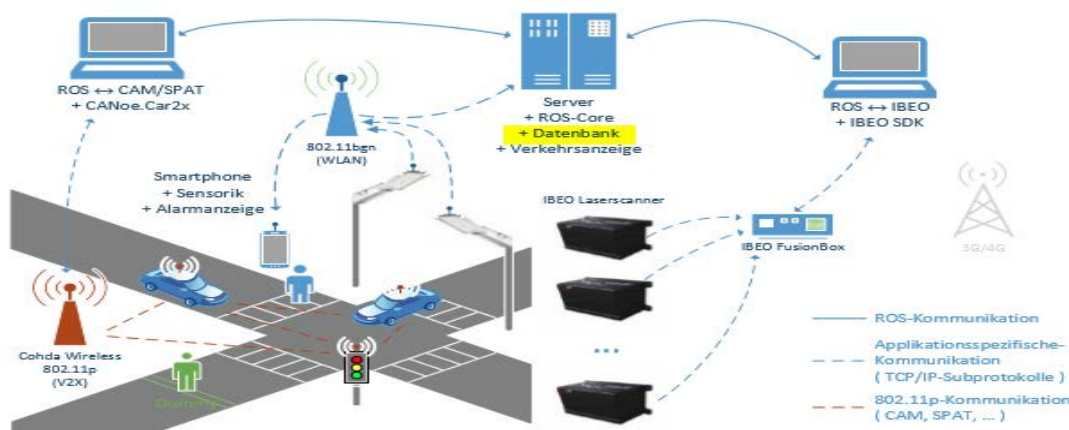 ROS ↔ CAM/SPAT
+ CANoe.Car2x
Server
+ ROS-Core
+ Datenbank
+ Verkehrsanzeige
ROS ↔ IBEO
+ IBEO SDK
802.11bgn
(WLAN)
Smartphone
+ Sensorik
+ Alarmanzeige
IBEO Laserscanner
IBEO FusionBox
3G/4G
Cohda Wireless
802.11p
(V2X)
Dummy
...
ROS-Kommunikation
Applikationsspezifische-
Kommunikation
( TCP/IP-Subprotokolle )
802.11p-Kommunikation
( CAM, SPAT, ... )